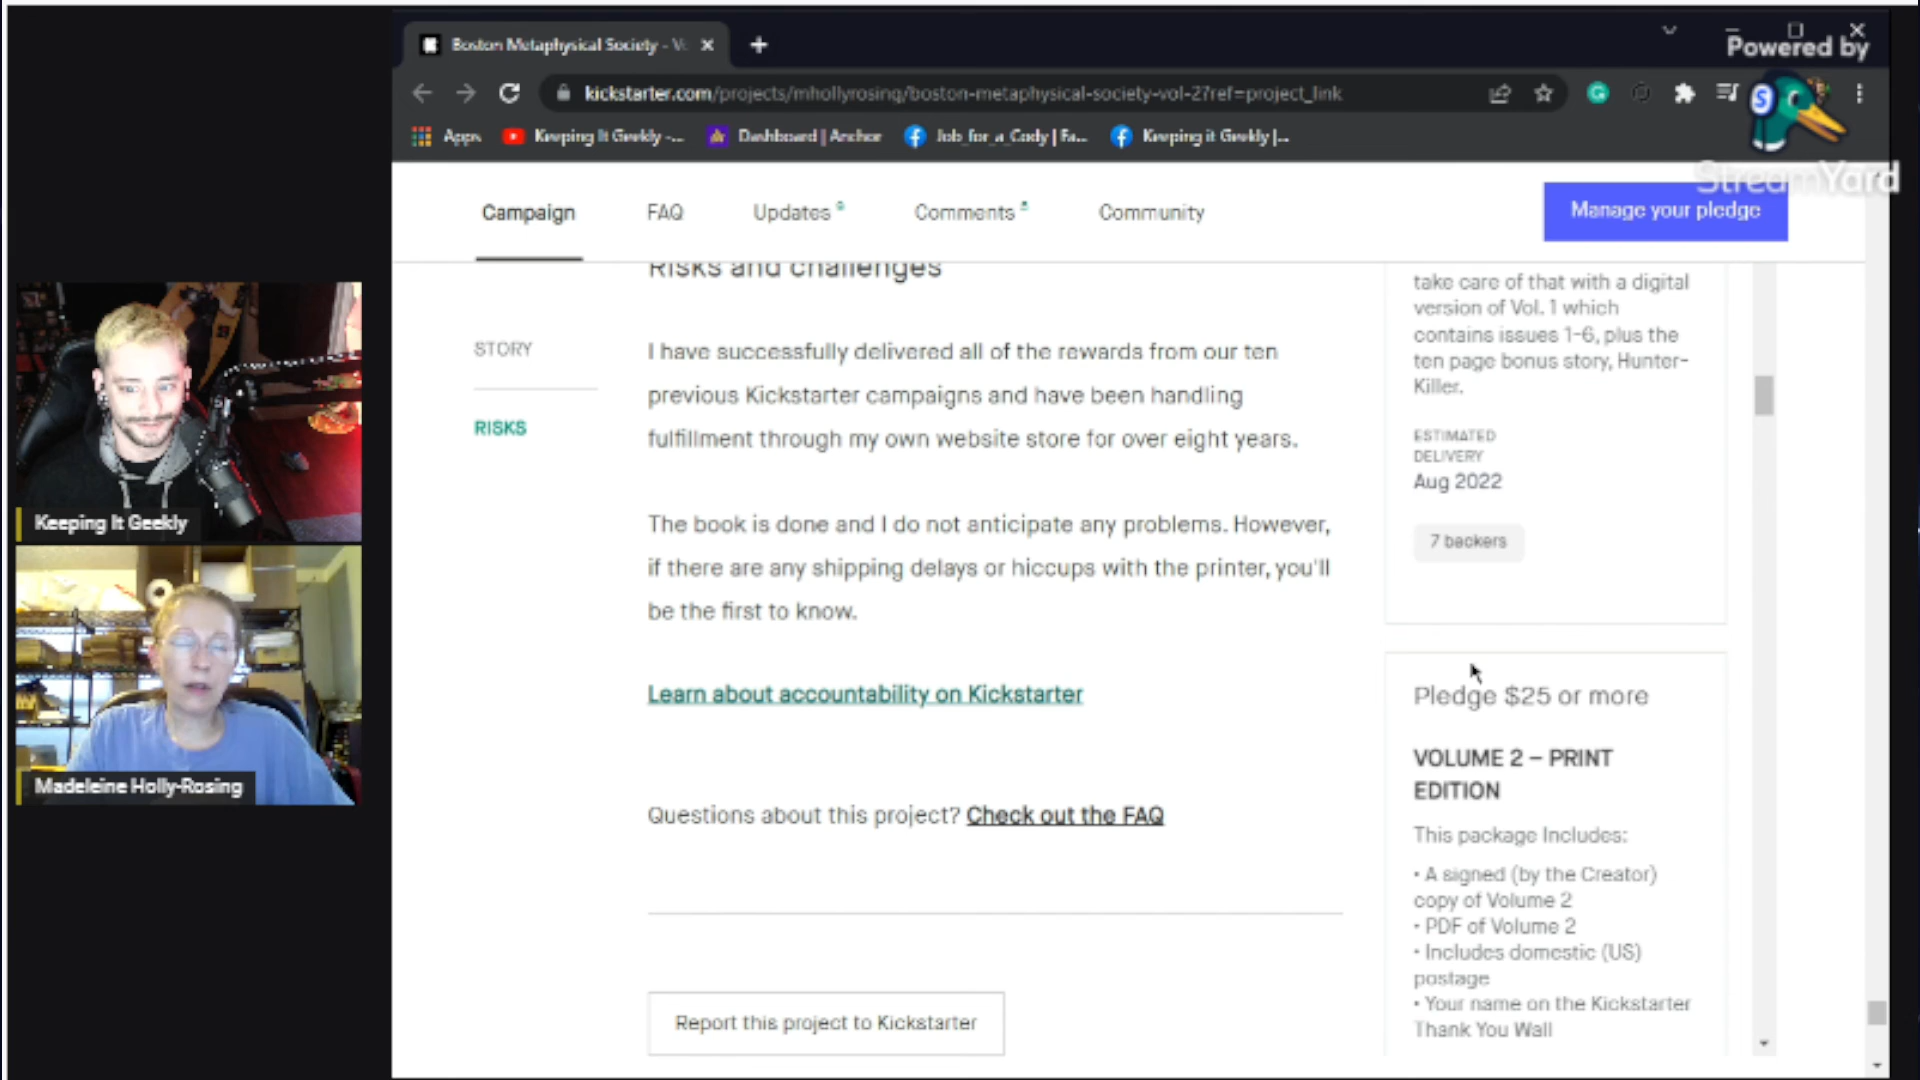 Boston Metaphysical Society - Vo
Powered by
kickstarter.com/projects/mhollyrosing/boston-metaphysical-society-vol-2?ref=project_link
Apps
Keeping It Geekly -...
Dashboard | Anchor
Job_for_a_Cody | Fa...
Keeping it Geekly |...
StreamYard
Campaign
FAQ
Updates
Comments
Community
Manage your pledge
Risks and challenges
STORY
RISKS
I have successfully delivered all of the rewards from our ten
previous Kickstarter campaigns and have been handling
fulfillment through my own website store for over eight years.
The book is done and I do not anticipate any problems. However,
if there are any shipping delays or hiccups with the printer, you'll
be the first to know.
Learn about accountability on Kickstarter
Questions about this project? Check out the FAQ
Report this project to Kickstarter
take care of that with a digital
version of Vol. 1 which
contains issues 1-6, plus the
ten page bonus story, Hunter-
Killer.
ESTIMATED
DELIVERY
Aug 2022
7 backers
Pledge $25 or more
VOLUME 2 – PRINT
EDITION
This package Includes:
• A signed (by the Creator)
copy of Volume 2
• PDF of Volume 2
• Includes domestic (US)
postage
• Your name on the Kickstarter
Thank You Wall
Keeping It Geekly
Madeleine Holly-Rosing